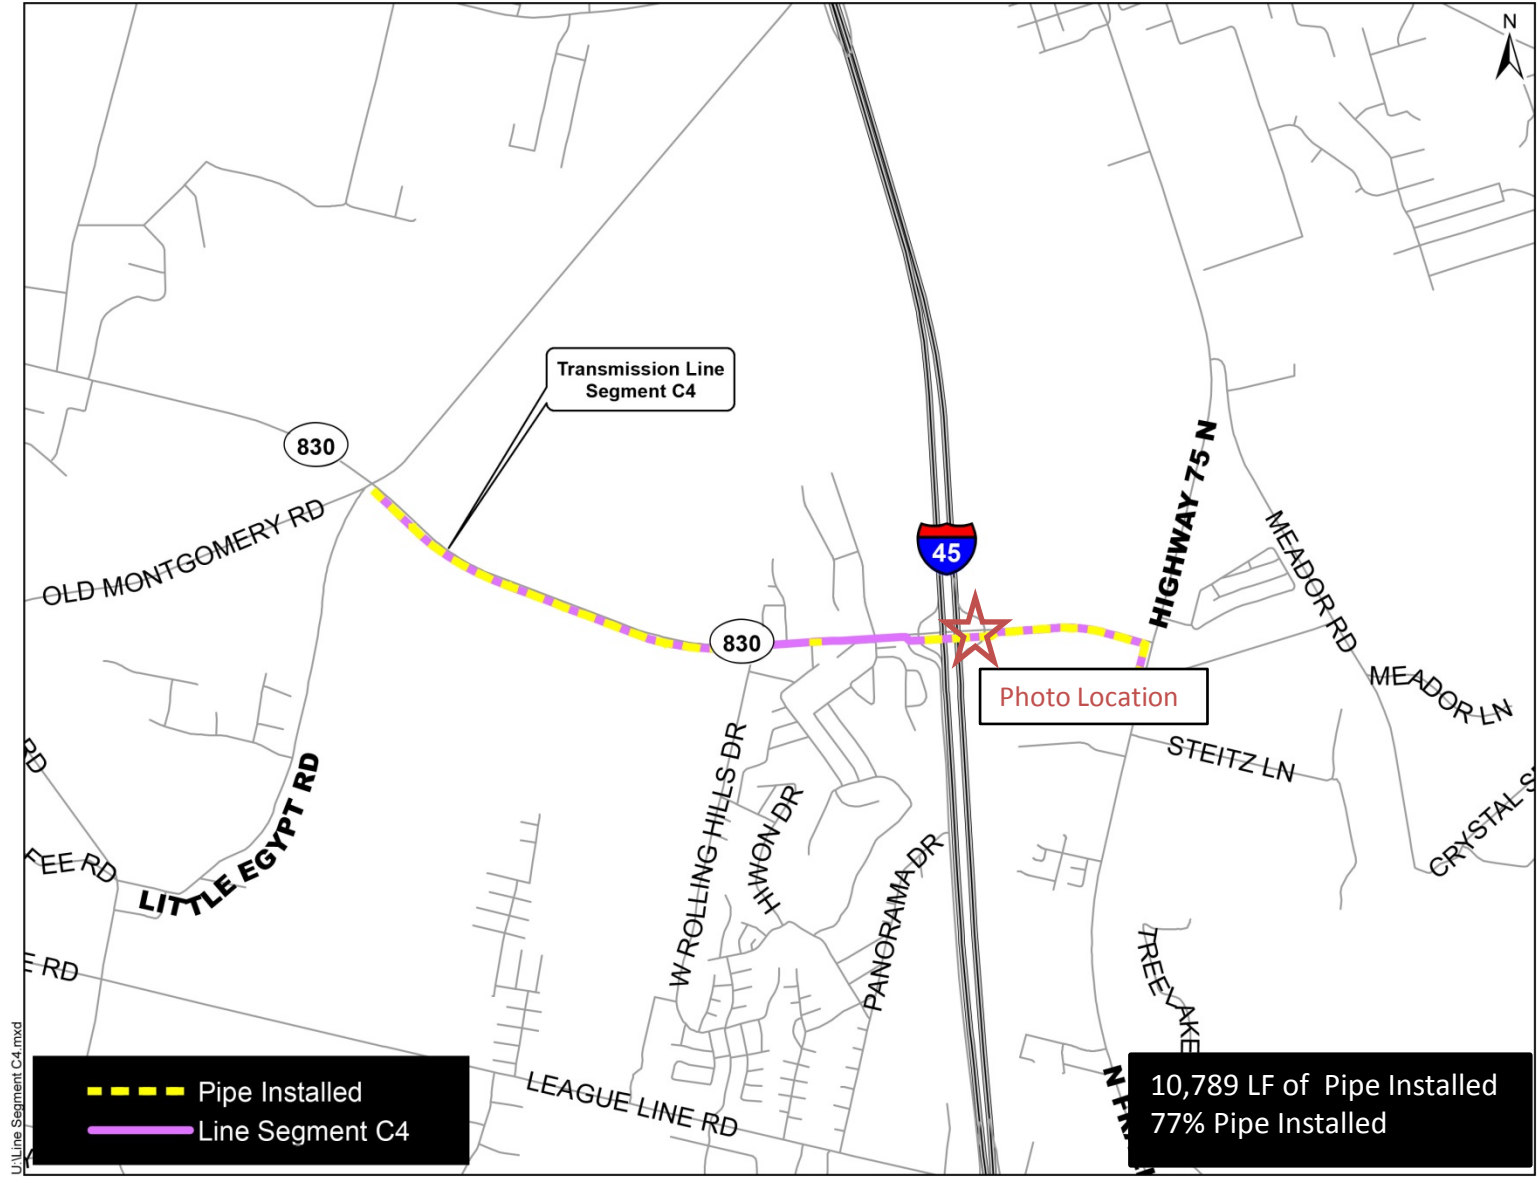 N
Transmission Line
Segment C4
830
OLD MONTGOMERY RD
45
HIGHWAY 75 N
MEADOR RD
830
Photo Location
MEADOR LN
STEITZ LN
RD
W ROLLING HILLS DR
HIWON DR
PANORAMA DR
CRYSTAL
LITTLE EGYPT RD
FEE RD
E RD
TREE LAKE
LEAGUE LINE RD
N
U:\Line Segment C4.mxd
Pipe Installed
Line Segment C4
10,789 LF of Pipe Installed
77% Pipe Installed